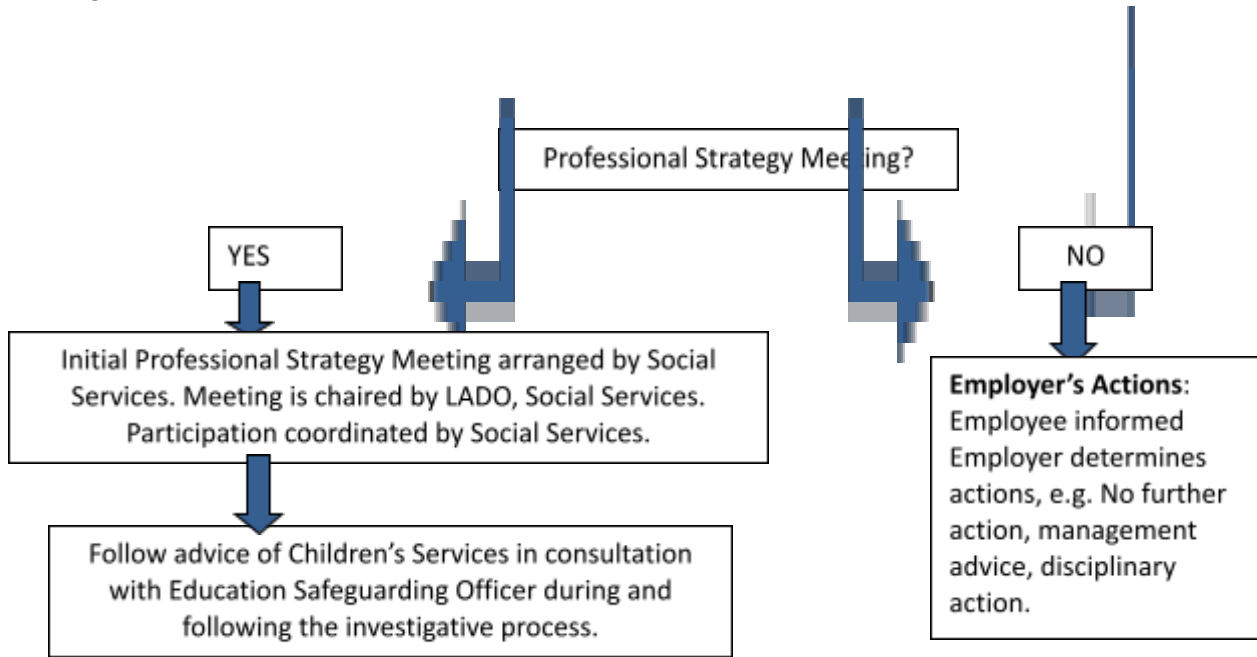 Professional Strategy Meeting?
YES
NO
Initial Professional Strategy Meeting arranged by Social
Services. Meeting is chaired by LADO, Social Services.
Participation coordinated by Social Services.
Employer’s Actions:
Employee informed
Employer determines
actions, e.g. No further
action, management
advice, disciplinary
action.
Follow advice of Children’s Services in consultation
with Education Safeguarding Officer during and
following the investigative process.